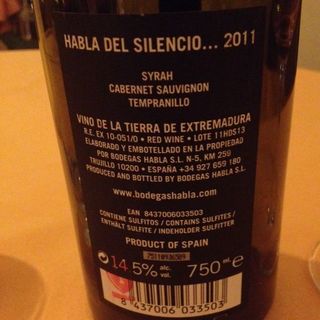 HABLA DEL SILENCIO... 2011
SYRAH
CABERNET SAUVIGNON
TEMPRANILLO
VINO DE LA TIERRA DE EXTREMADURA
R.E. EX 10-051/0 • RED WINE • LOTE 11HDS13
ELABORADO Y EMBOTELLADO EN LA PROPIEDAD
POR BODEGAS HABLA S.L. N-5, KM 259
TRUJILLO 10200 • ESPAÑA +34 927 659 180
PRODUCED AND BOTTLED BY BODEGAS HABLA S.L.
www.bodegashabla.com
EAN 8437006033503
CONTIENE SULFITOS / CONTAINS SULFITES /
ENTHÄLT SULFITE / INDEHOLDER SULFITTER
PRODUCT OF SPAIN
14.5% alc. vol. 750 ml e
8 437006 033503